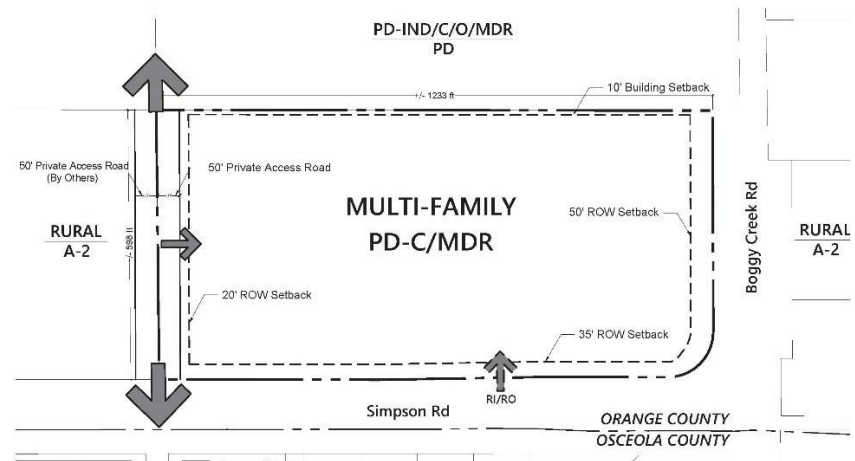 PD-IND/C/O/MDR
PD
+/- 1233 ft
10' Building Setback
50' Private Access Road
(By Others)
50' Private Access Road
MULTI-FAMILY
PD-C/MDR
50' ROW Setback
RURAL
A-2
+/- 598 ft
Boggy Creek Rd
RURAL
A-2
20' ROW Setback
35' ROW Setback
RI/RO
Simpson Rd
ORANGE COUNTY
OSCEOLA COUNTY